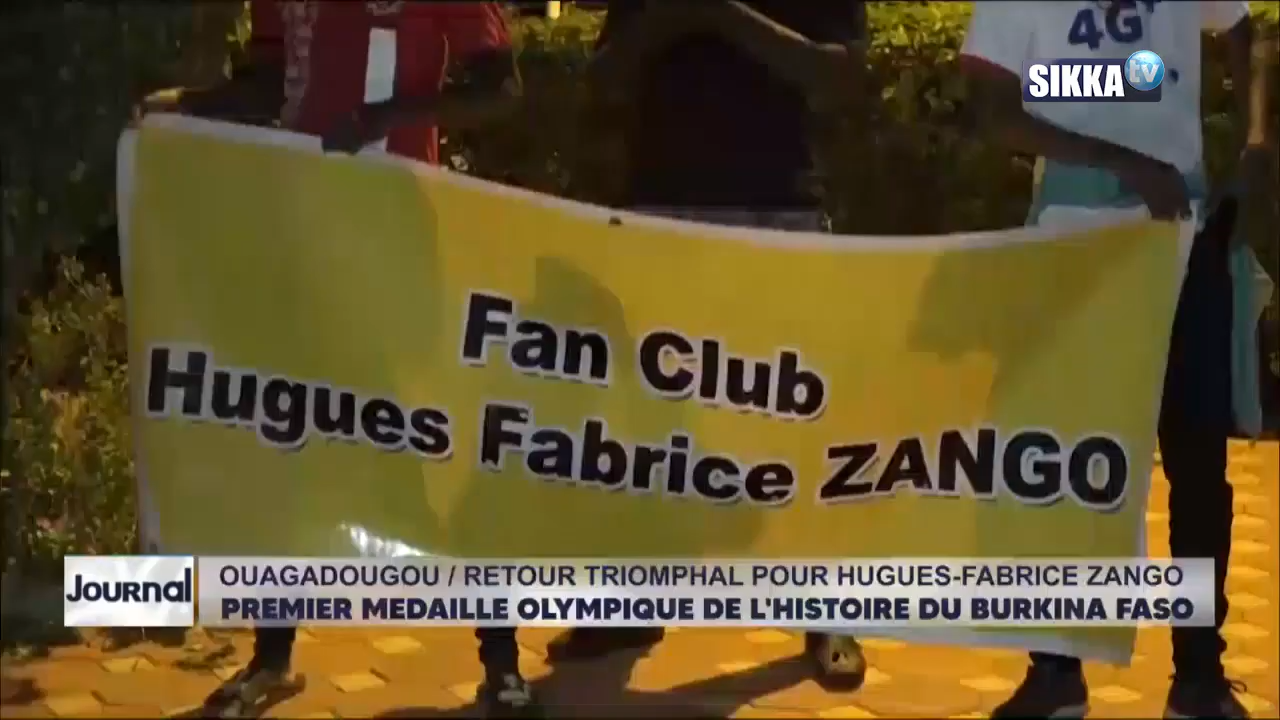 4G+
SIKKA tv
Fan Club
Hugues Fabrice ZANGO
Journal
OUAGADOUGOU / RETOUR TRIOMPHAL POUR HUGUES-FABRICE ZANGO
PREMIER MEDAILLE OLYMPIQUE DE L'HISTOIRE DU BURKINA FASO